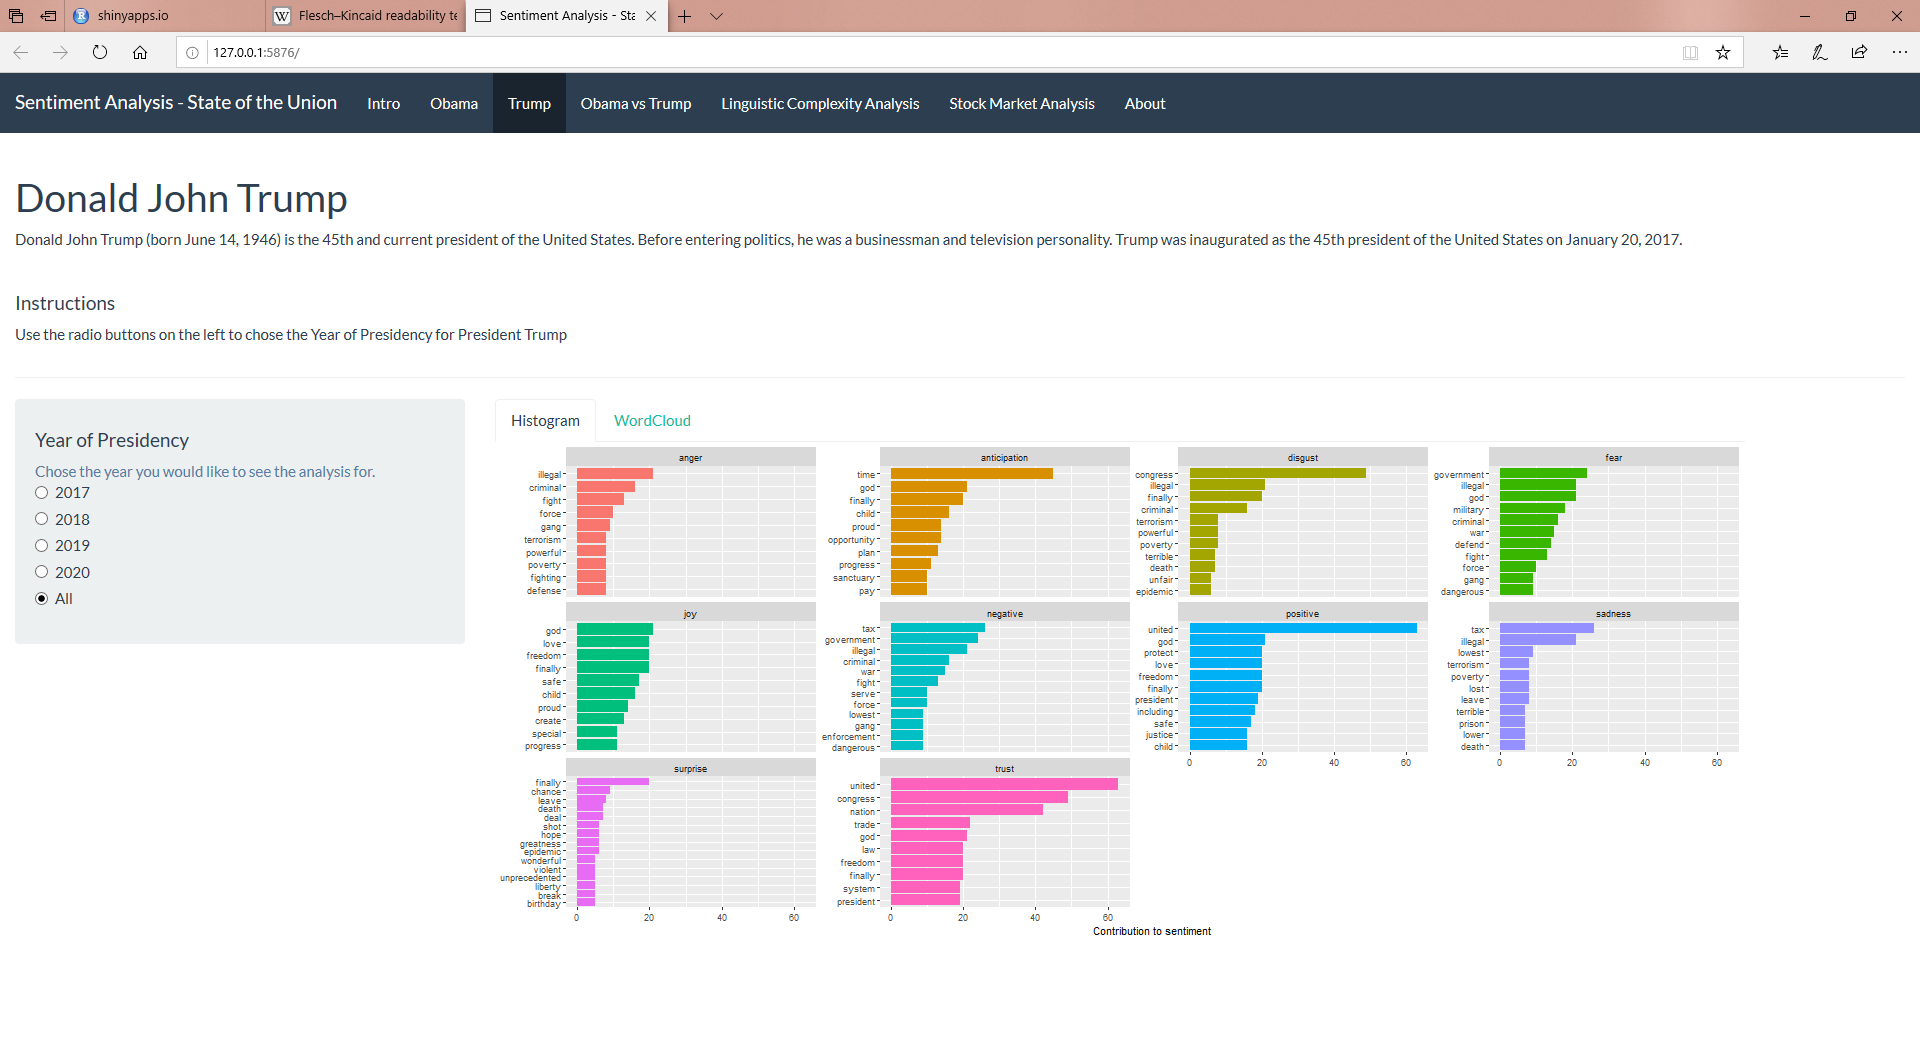 shinyapps.io
Flesch–Kincaid readability te
Sentiment Analysis - Sta
127.0.0.1:5876/
Sentiment Analysis - State of the Union Intro Obama Trump Obama vs Trump Linguistic Complexity Analysis Stock Market Analysis About
Donald John Trump
Donald John Trump (born June 14, 1946) is the 45th and current president of the United States. Before entering politics, he was a businessman and television personality. Trump was inaugurated as the 45th president of the United States on January 20, 2017.
Instructions
Use the radio buttons on the left to chose the Year of Presidency for President Trump
Year of Presidency
Chose the year you would like to see the analysis for.
2017
2018
2019
2020
All
Histogram WordCloud
anger
illegal
criminal
fight
force
gang
terrorism
powerful
poverty
fighting
defense
anticipation
time
god
finally
child
proud
opportunity
plan
progress
sanctuary
pay
disgust
congress
illegal
finally
criminal
terrorism
powerful
poverty
terrible
death
unfair
epidemic
fear
government
illegal
god
military
criminal
war
defend
fight
force
gang
dangerous
joy
god
love
freedom
finally
safe
child
proud
create
special
progress
negative
tax
government
illegal
criminal
war
fight
serve
force
lowest
gang
enforcement
dangerous
positive
united
god
protect
love
freedom
finally
president
including
safe
justice
child
0 20 40 60
sadness
tax
illegal
lowest
terrorism
poverty
lost
leave
terrible
prison
lower
death
0 20 40 60
surprise
finally
chance
leave
death
deal
shot
hope
greatness
epidemic
wonderful
violent
unprecedented
liberty
break
birthday
0 20 40 60
trust
united
congress
nation
trade
god
law
freedom
finally
system
president
0 20 40 60
Contribution to sentiment